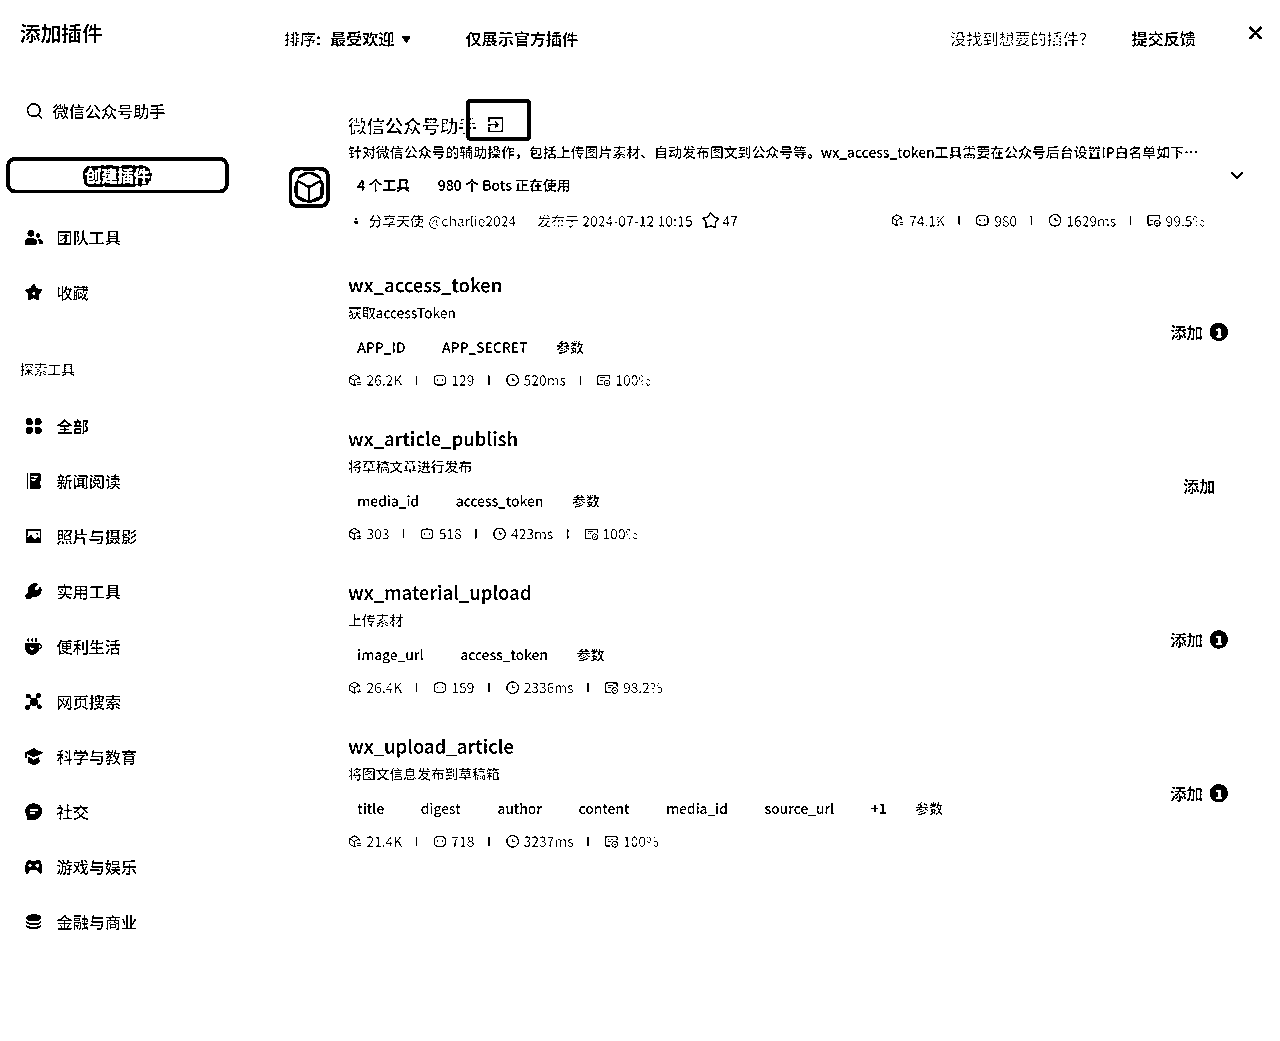 添加插件
排序: 最受欢迎
仅展示官方插件
没找到想要的插件?
提交反馈
微信公众号助手
创建插件
团队工具
收藏
探索工具
全部
新闻阅读
照片与摄影
实用工具
便利生活
网页搜索
科学与教育
社交
游戏与娱乐
金融与商业
微信公众号助手
针对微信公众号的辅助操作，包括上传图片素材、自动发布图文到公众号等。wx_access_token工具需要在公众号后台设置IP白名单如下…
4 个工具 980 个 Bots 正在使用
分享天使 @charlie2024 发布于 2024-07-12 10:15 47 74.1K 980 1629ms 99.5%
wx_access_token
获取accessToken
添加 1
APP_ID APP_SECRET 参数
26.2K 129 520ms 100%
wx_article_publish
将草稿文章进行发布
添加
media_id access_token 参数
303 518 423ms 100%
wx_material_upload
上传素材
添加 1
image_url access_token 参数
26.4K 159 2336ms 98.2%
wx_upload_article
将图文信息发布到草稿箱
添加 1
title digest author content media_id source_url +1 参数
21.4K 718 3237ms 100%